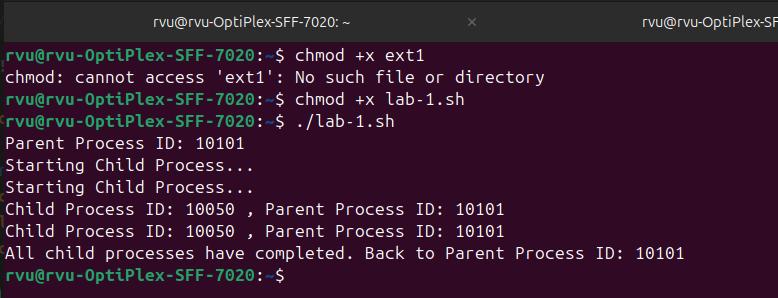 rvu@rvu-OptiPlex-SFF-7020: ~ × rvu@rvu-OptiPlex-SF
rvu@rvu-OptiPlex-SFF-7020:~$ chmod +x ext1
chmod: cannot access 'ext1': No such file or directory
rvu@rvu-OptiPlex-SFF-7020:~$ chmod +x lab-1.sh
rvu@rvu-OptiPlex-SFF-7020:~$ ./lab-1.sh
Parent Process ID: 10101
Starting Child Process...
Starting Child Process...
Child Process ID: 10050 , Parent Process ID: 10101
Child Process ID: 10050 , Parent Process ID: 10101
All child processes have completed. Back to Parent Process ID: 10101
rvu@rvu-OptiPlex-SFF-7020:~$